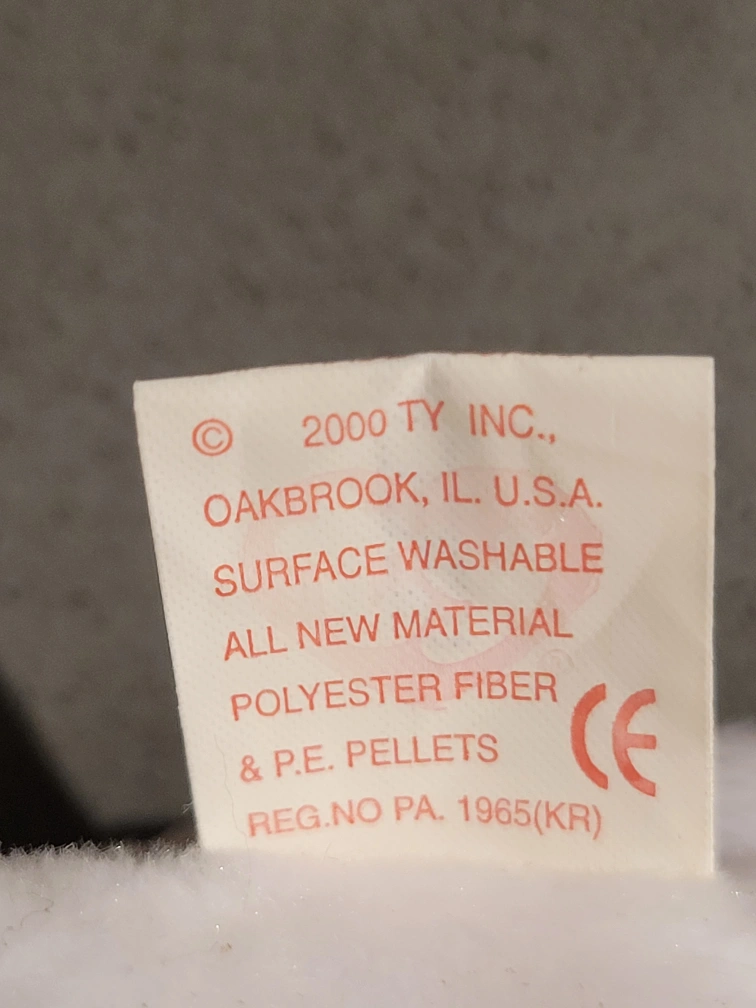 © 2000 TY INC.,
OAKBROOK, IL. U.S.A.
SURFACE WASHABLE
ALL NEW MATERIAL
POLYESTER FIBER
& P.E. PELLETS CE
REG.NO PA. 1965(KR)